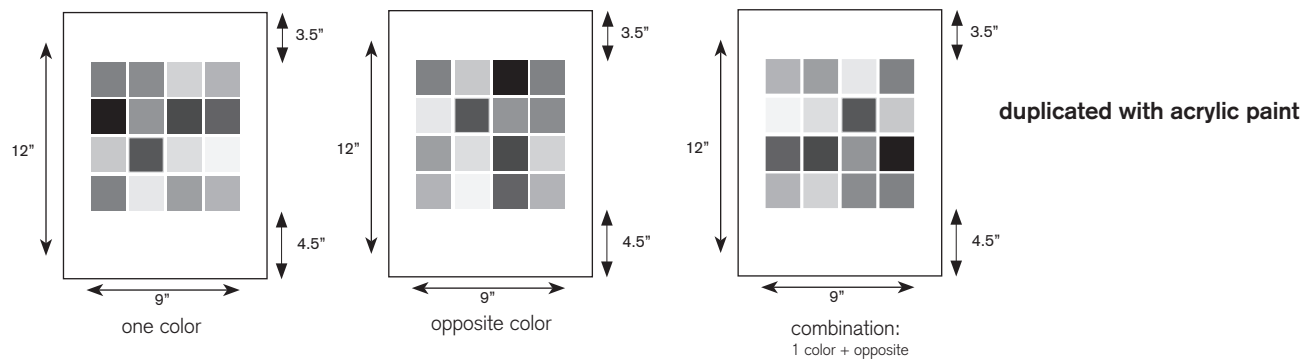 3.5”
12”
4.5”
9”
one color
3.5”
12”
4.5”
9”
opposite color
3.5”
12”
4.5”
9”
combination:
1 color + opposite
duplicated with acrylic paint